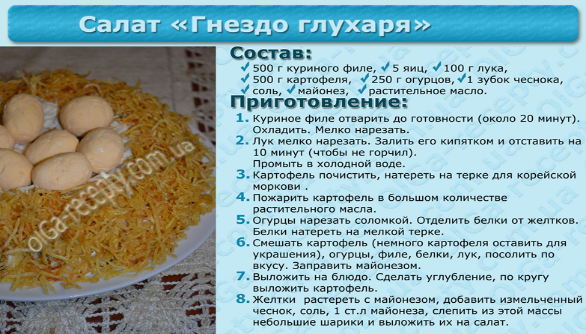 Салат «Гнездо глухаря»
Состав:
✓500 г куриного филе, ✓5 яиц, ✓100 г лука,
✓500 г картофеля, ✓250 г огурцов, ✓1 зубок чеснока,
✓соль, ✓майонез, ✓растительное масло.
Приготовление:
1. Куриное филе отварить до готовности (около 20 минут).
Охладить. Мелко нарезать.
2. Лук мелко нарезать. Залить его кипятком и отставить на
10 минут (чтобы не горчил).
Промыть в холодной воде.
3. Картофель почистить, натереть на терке для корейской
моркови .
4. Пожарить картофель в большом количестве
растительного масла.
5. Огурцы нарезать соломкой. Отделить белки от желтков.
Белки натереть на мелкой терке.
6. Смешать картофель (немного картофеля оставить для
украшения), огурцы, филе, белки, лук, посолить по
вкусу. Заправить майонезом.
7. Выложить на блюдо. Сделать углубление, по кругу
выложить картофель.
8. Желтки растереть с майонезом, добавить измельченный
чеснок, соль, 1 ст.л майонеза, слепить из этой массы
небольшие шарики и выложить их на салат.
olga-recepty.com.ua